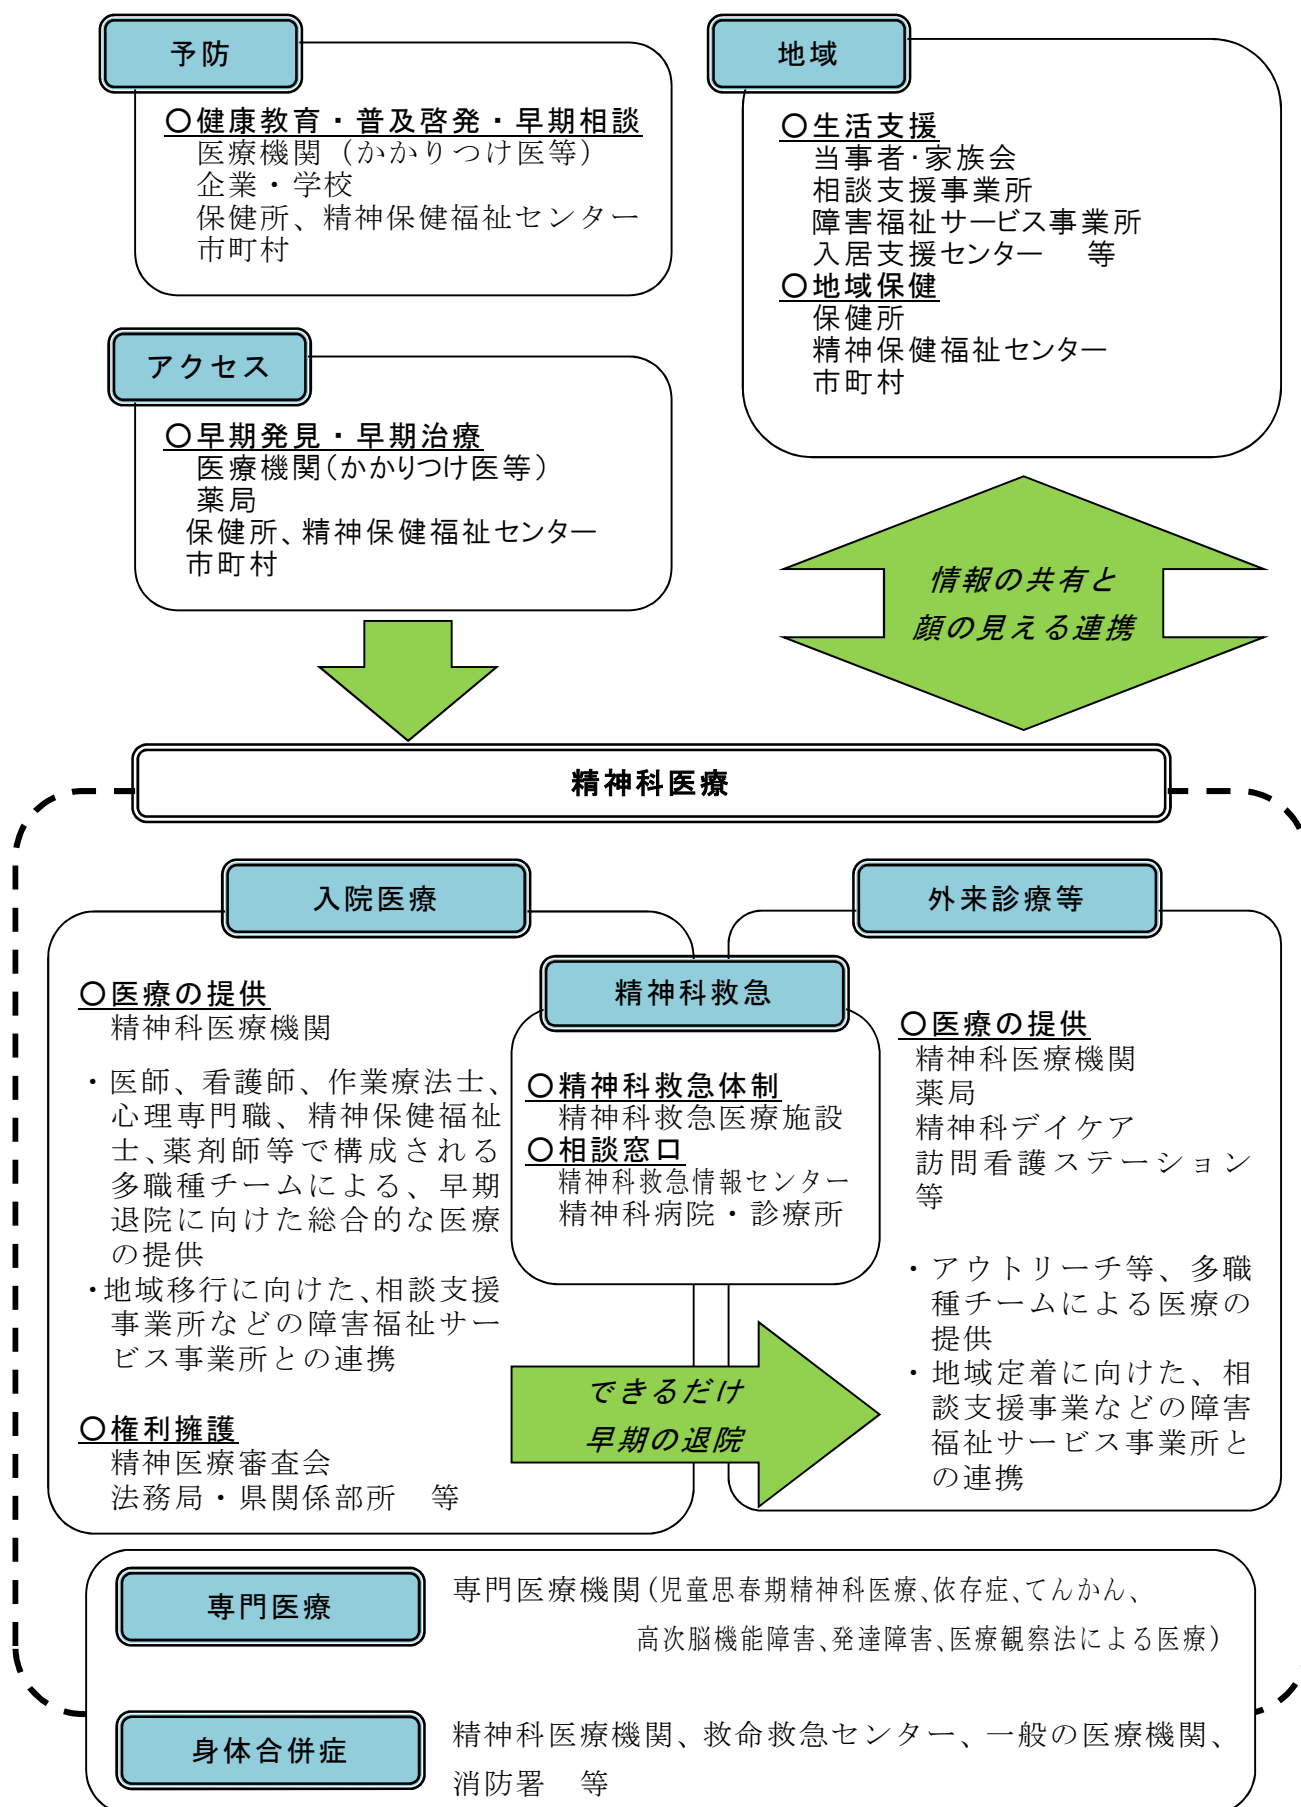 予防
〇健康教育・普及啓発・早期相談
医療機関（かかりつけ医等）
企業・学校
保健所、精神保健福祉センター
市町村
地域
〇生活支援
当事者・家族会
相談支援事業所
障害福祉サービス事業所
入居支援センター　等
〇地域保健
保健所
精神保健福祉センター
市町村
アクセス
〇早期発見・早期治療
医療機関（かかりつけ医等）
薬局
保健所、精神保健福祉センター
市町村
情報の共有と
顔の見える連携
精神科医療
入院医療
〇医療の提供
精神科医療機関
・医師、看護師、作業療法士、
心理専門職、精神保健福祉
士、薬剤師等で構成される
多職種チームによる、早期
退院に向けた総合的な医療
の提供
・地域移行に向けた、相談支援
事業所などの障害福祉サー
ビス事業所との連携
〇権利擁護
精神医療審査会
法務局・県関係部所　等
精神科救急
〇精神科救急体制
精神科救急医療施設
〇相談窓口
精神科救急情報センター
精神科病院・診療所
できるだけ
早期の退院
外来診療等
〇医療の提供
精神科医療機関
薬局
精神科デイケア
訪問看護ステーション
等
・アウトリーチ等、多職
種チームによる医療の
提供
・地域定着に向けた、相
談支援事業などの障害
福祉サービス事業所と
の連携
専門医療
専門医療機関（児童思春期精神科医療、依存症、てんかん、
高次脳機能障害、発達障害、医療観察法による医療）
身体合併症
精神科医療機関、救命救急センター、一般の医療機関、
消防署　等